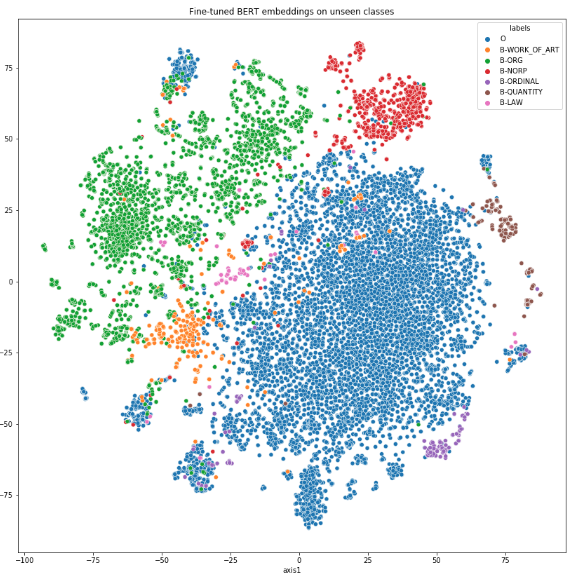 Fine-tuned BERT embeddings on unseen classes
labels
O
B-WORK_OF_ART
B-ORG
B-NORP
B-ORDINAL
B-QUANTITY
B-LAW
75
50
25
0
−25
−50
−75
−100 −75 −50 −25 0 25 50 75
axis1